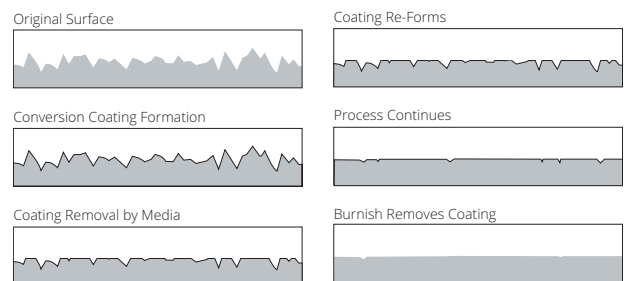 Original Surface
Conversion Coating Formation
Coating Removal by Media
Coating Re-Forms
Process Continues
Burnish Removes Coating